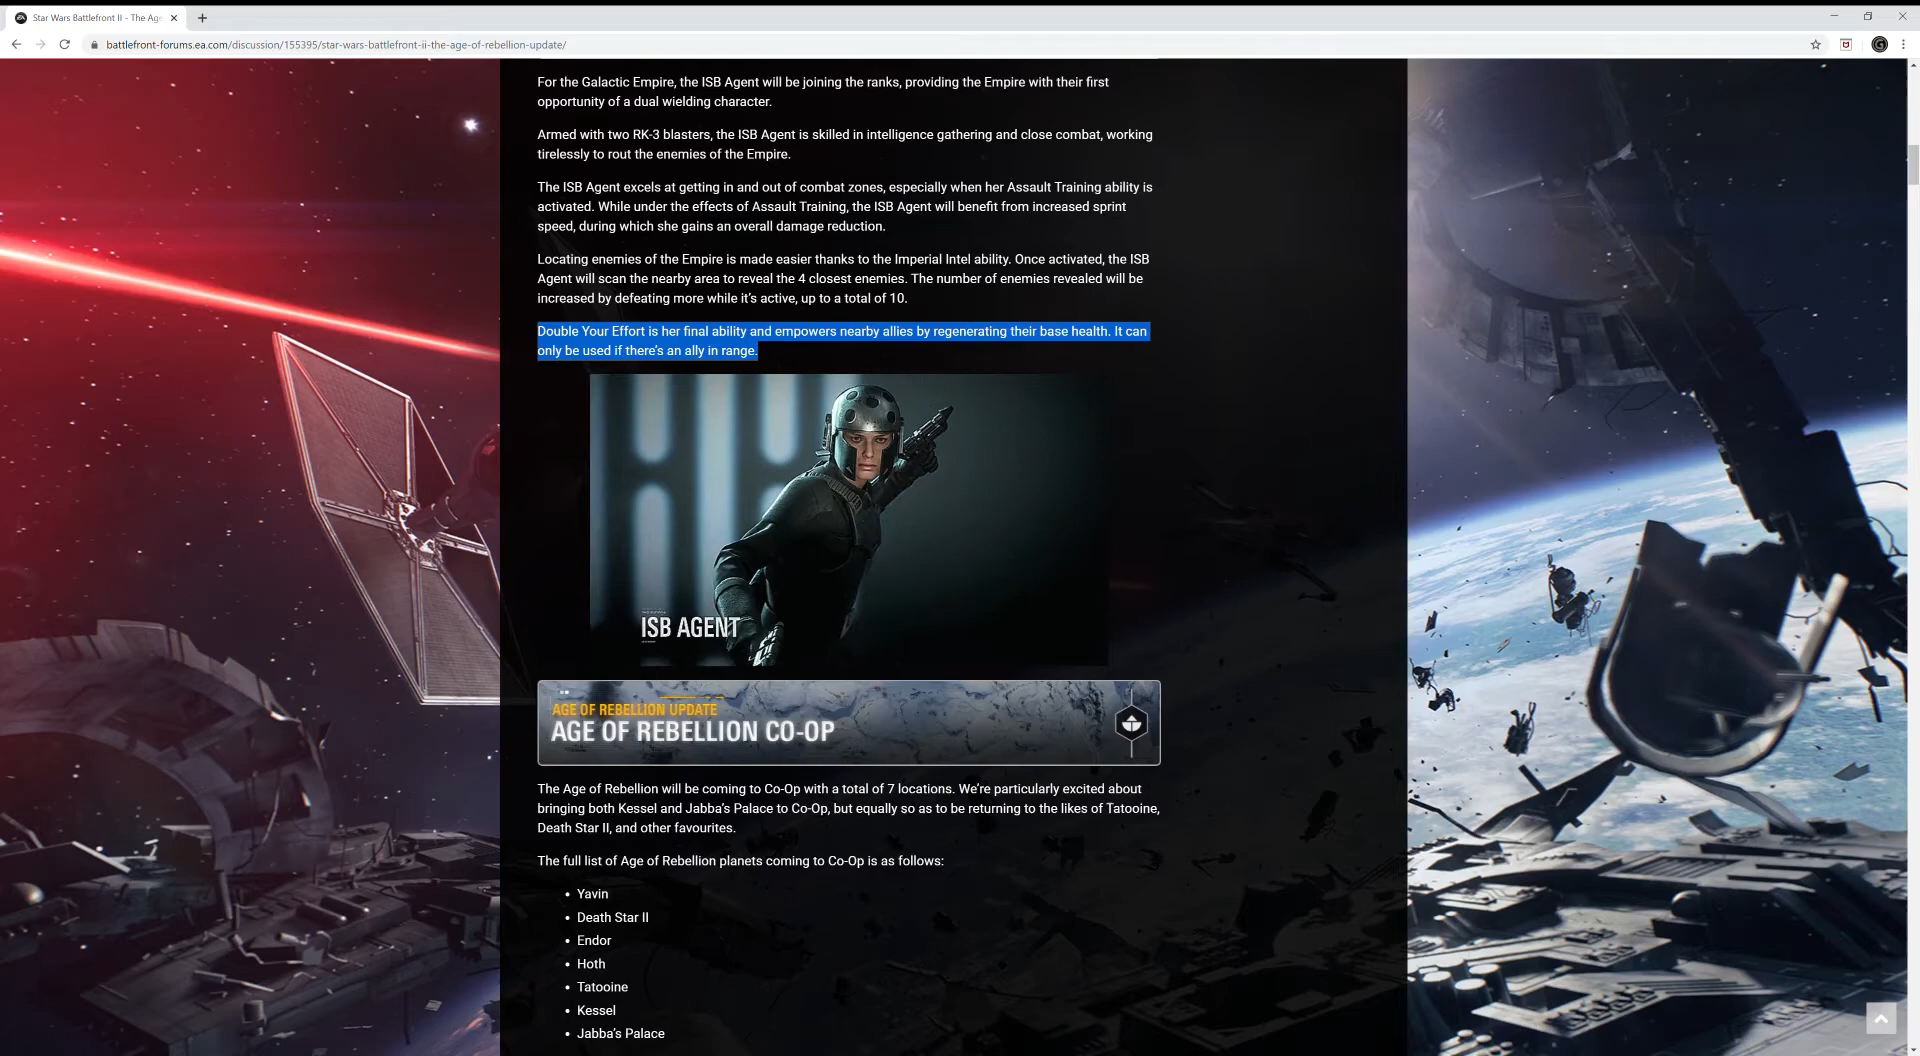 Star Wars Battlefront II - The Age
battlefront-forums.ea.com/discussion/155395/star-wars-battlefront-ii-the-age-of-rebellion-update/
For the Galactic Empire, the ISB Agent will be joining the ranks, providing the Empire with their first
opportunity of a dual wielding character.
Armed with two RK-3 blasters, the ISB Agent is skilled in intelligence gathering and close combat, working
tirelessly to rout the enemies of the Empire.
The ISB Agent excels at getting in and out of combat zones, especially when her Assault Training ability is
activated. While under the effects of Assault Training, the ISB Agent will benefit from increased sprint
speed, during which she gains an overall damage reduction.
Locating enemies of the Empire is made easier thanks to the Imperial Intel ability. Once activated, the ISB
Agent will scan the nearby area to reveal the 4 closest enemies. The number of enemies revealed will be
increased by defeating more while it's active, up to a total of 10.
Double Your Effort is her final ability and empowers nearby allies by regenerating their base health. It can
only be used if there's an ally in range.
ISB AGENT
AGE OF REBELLION UPDATE
AGE OF REBELLION CO-OP
The Age of Rebellion will be coming to Co-Op with a total of 7 locations. We're particularly excited about
bringing both Kessel and Jabba's Palace to Co-Op, but equally so as to be returning to the likes of Tatooine,
Death Star II, and other favourites.
The full list of Age of Rebellion planets coming to Co-Op is as follows:
• Yavin
• Death Star II
• Endor
• Hoth
• Tatooine
• Kessel
• Jabba's Palace